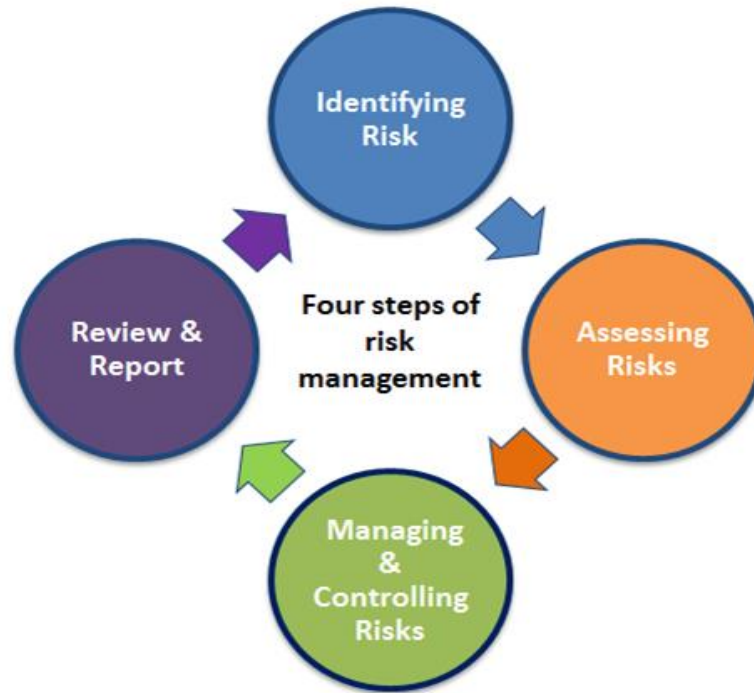 Identifying
Risk
Assessing
Risks
Managing
&
Controlling
Risks
Review &
Report
Four steps of
risk
management